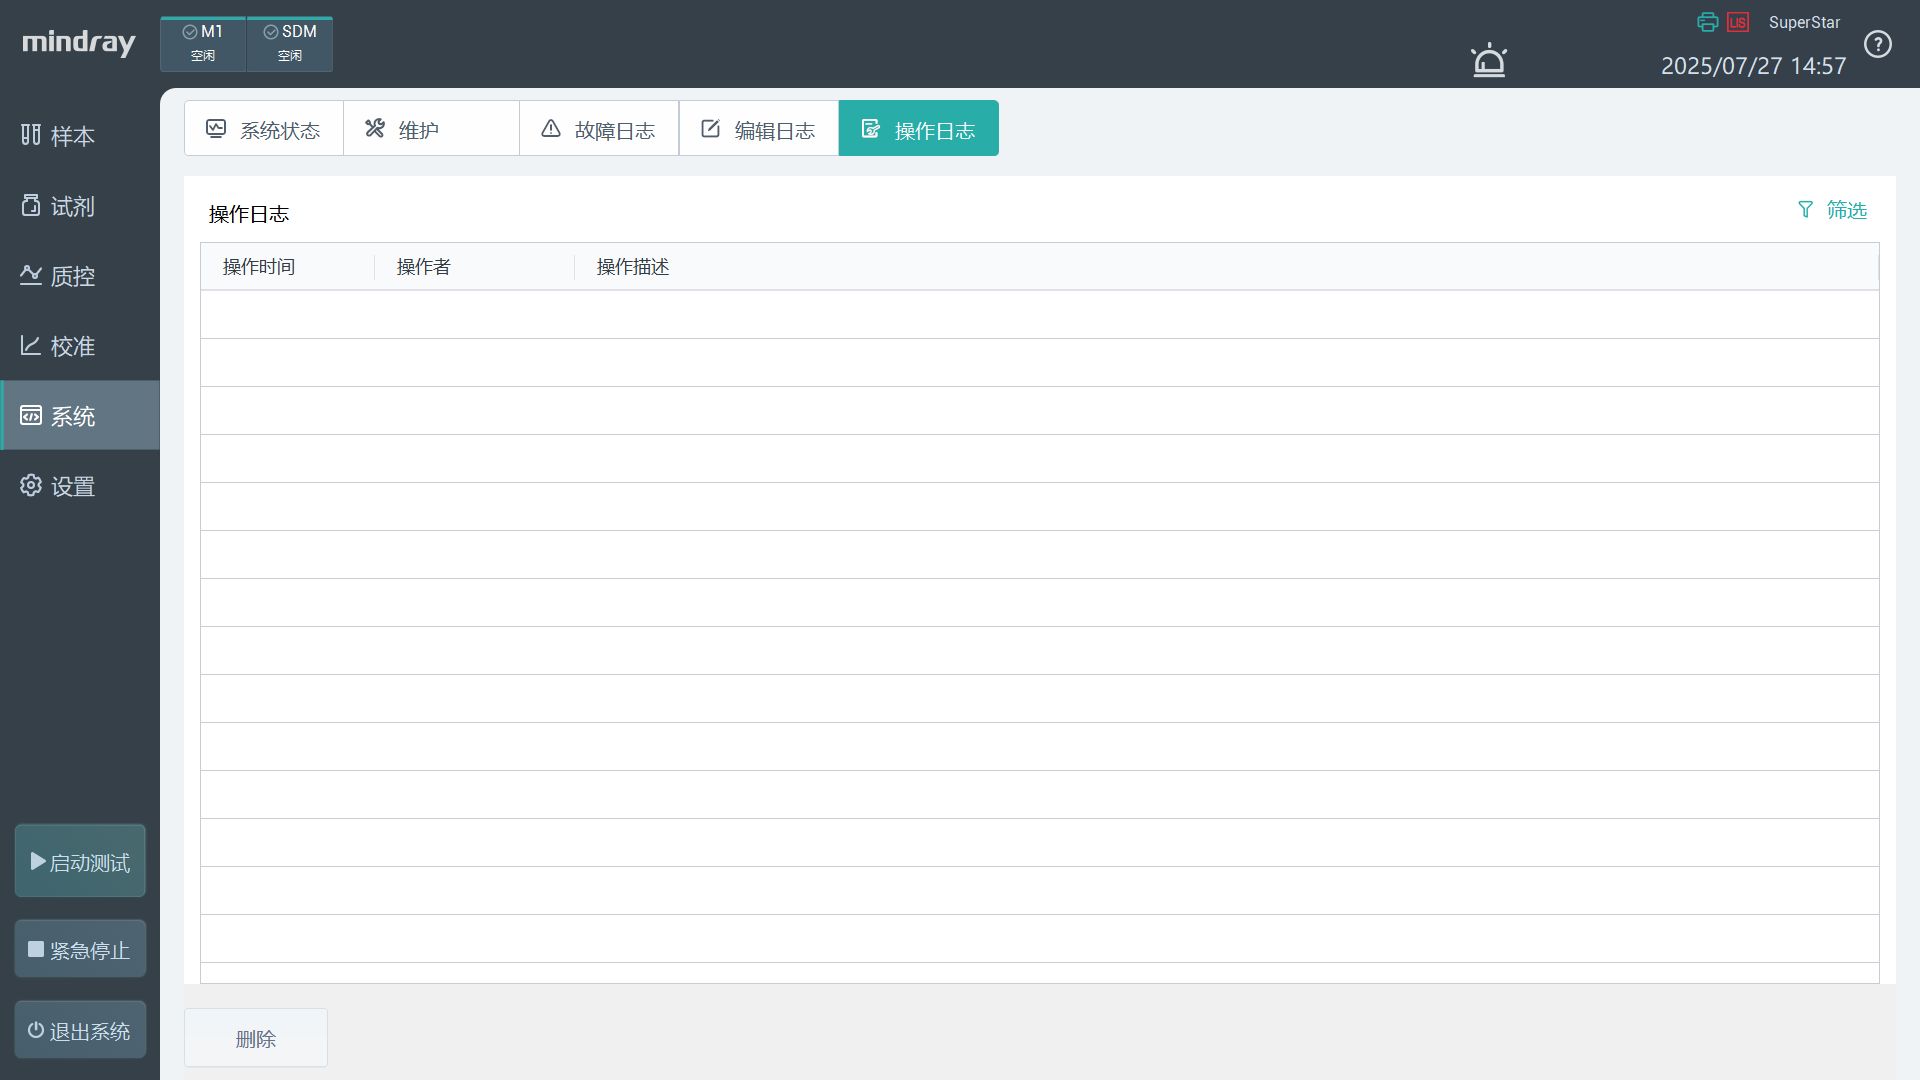 mindray
M1
空闲
SDM
空闲
LIS
SuperStar
2025/07/27 14:57
样本
试剂
质控
校准
系统
设置
系统状态
维护
故障日志
编辑日志
操作日志
操作日志
筛选
操作时间
操作者
操作描述
启动测试
紧急停止
退出系统
删除